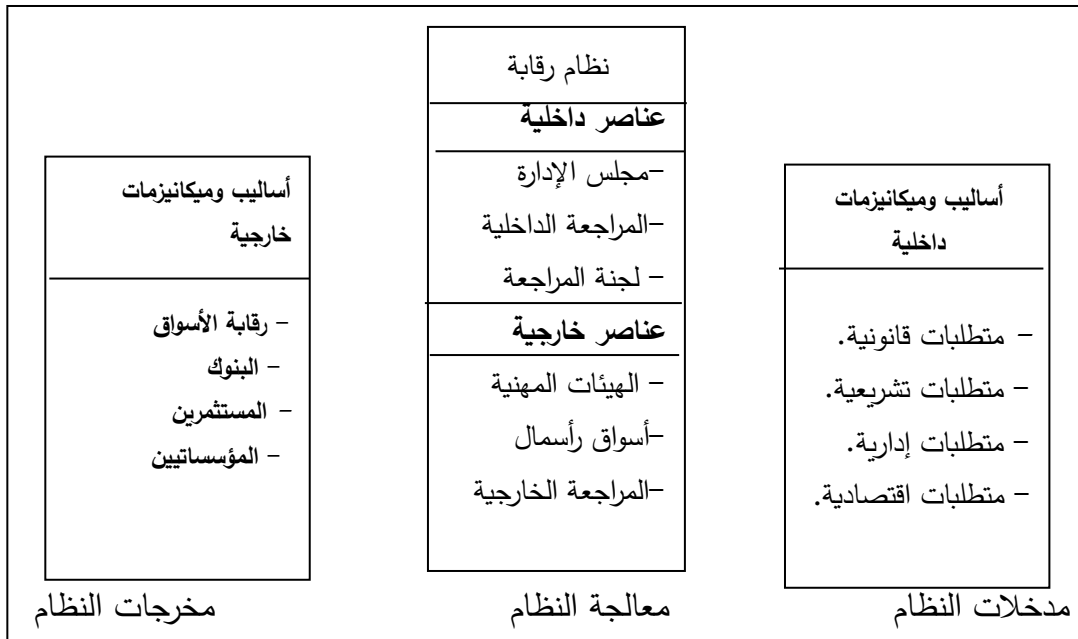 أساليب وميكانيزمات
داخلية
– متطلبات قانونية.
– متطلبات تشريعية.
– متطلبات إدارية.
– متطلبات اقتصادية.
مدخلات النظام
نظام رقابة
عناصر داخلية
–مجلس الإدارة
–المراجعة الداخلية
– لجنة المراجعة
عناصر خارجية
– الهيئات المهنية
–أسواق رأسمال
–المراجعة الخارجية
معالجة النظام
أساليب وميكانيزمات
خارجية
– رقابة الأسواق
– البنوك
– المستثمرين
– المؤسساتيين
مخرجات النظام